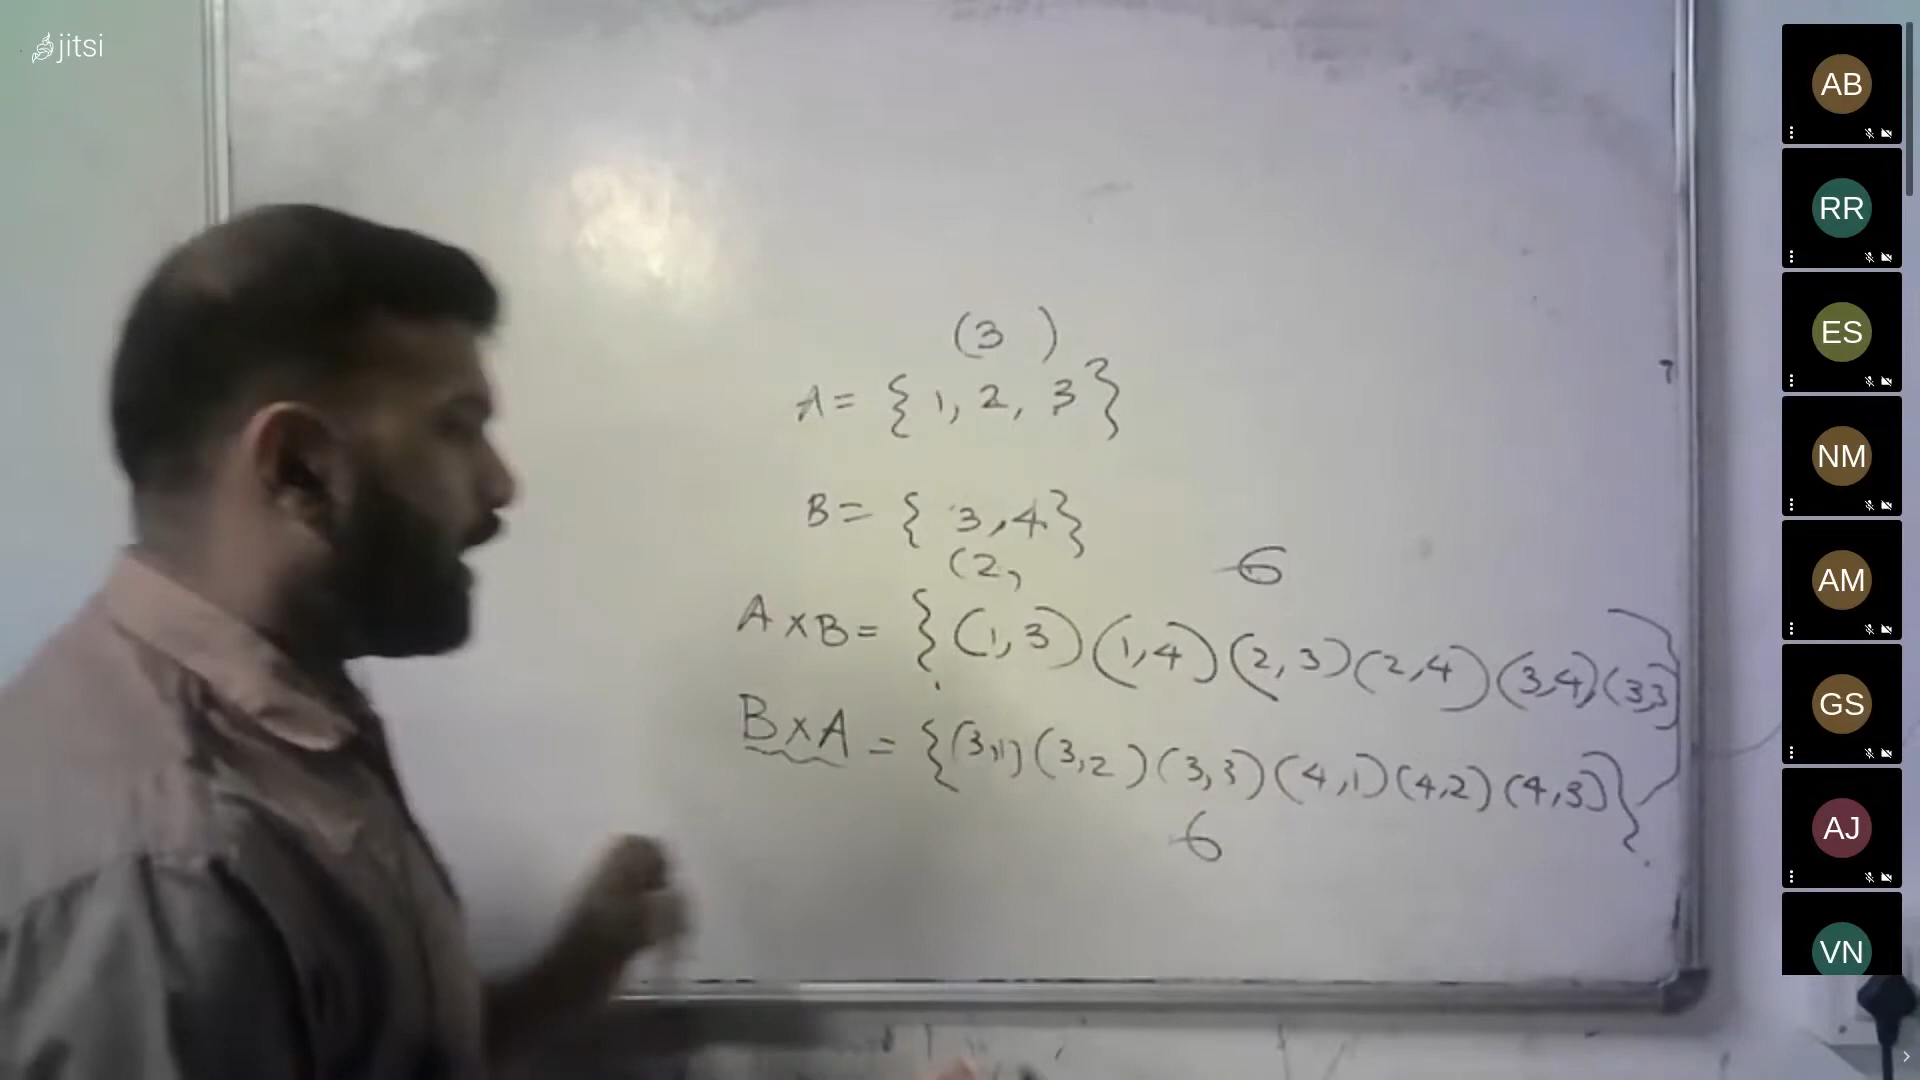 jitsi
(3 )
A = { 1, 2, 3 }
B = { 3, 4 }
(2,
6
A × B = { (1, 3) (1, 4) (2, 3) (2, 4) (3, 4), (3, 3) }
B × A = { (3, 1) (3, 2) (3, 3) (4, 1) (4, 2) (4, 3) }
6
AB
RR
ES
NM
AM
GS
AJ
VN